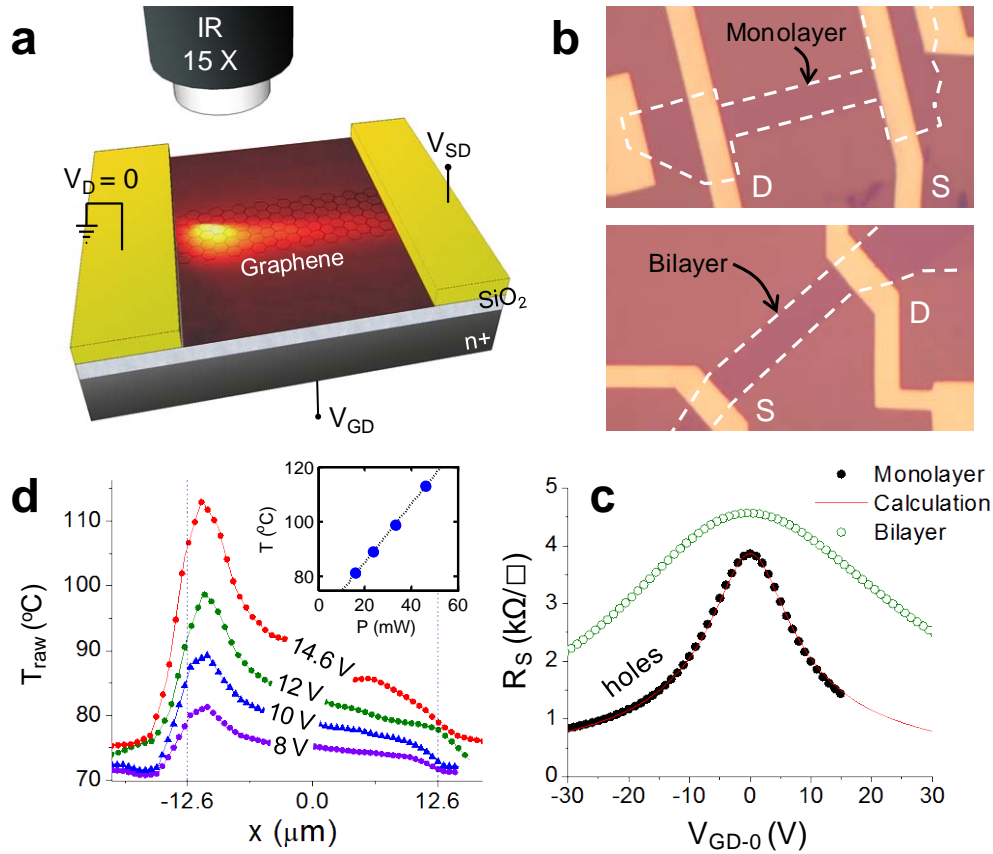 a
IR
15 X
V_SD
V_D = 0
Graphene
SiO₂
n+
V_GD
b
Monolayer
D
S
Bilayer
D
S
d
T_raw (ºC)
110
100
90
80
70
14.6 V
12 V
10 V
8 V
-12.6
0.0
12.6
x (μm)
T (ºC)
120
100
80
0
20
40
60
P (mW)
c
Monolayer
Calculation
Bilayer
R_S (kΩ/□)
5
4
3
2
1
0
holes
-30
-20
-10
0
10
20
30
V_GD-0 (V)